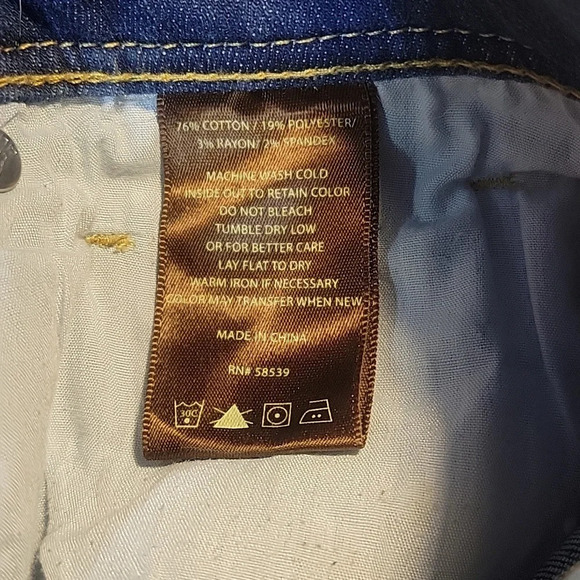 76% COTTON / 19% POLYESTER/
3% RAYON/ 2% SPANDEX
MACHINE WASH COLD
INSIDE OUT TO RETAIN COLOR
DO NOT BLEACH
TUMBLE DRY LOW
OR FOR BETTER CARE
LAY FLAT TO DRY
WARM IRON IF NECESSARY
COLOR MAY TRANSFER WHEN NEW
MADE IN CHINA
RN# 58539
30C